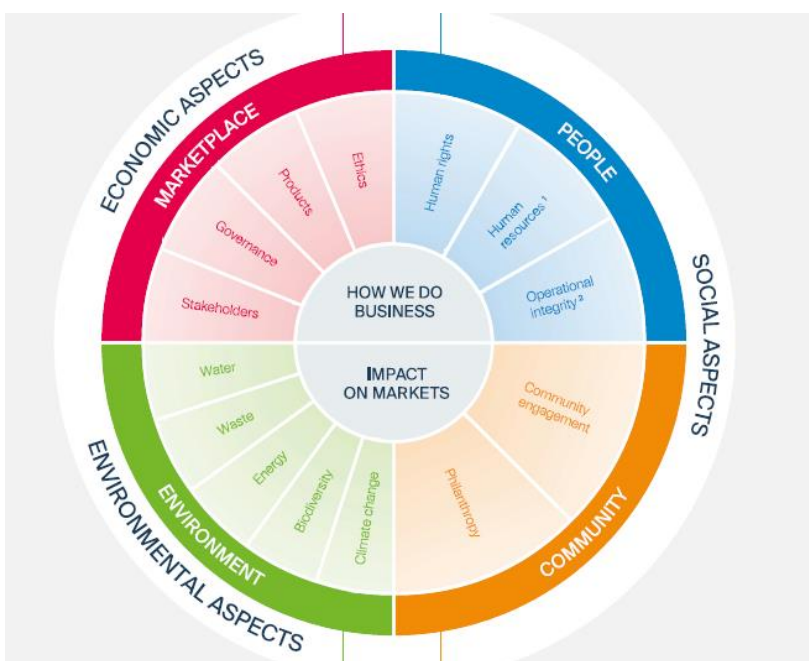 ECONOMIC ASPECTS
MARKETPLACE
Stakeholders
Governance
Products
Ethics
PEOPLE
Human rights
Human
resources ¹
Operational
integrity ²
SOCIAL ASPECTS
HOW WE DO
BUSINESS
IMPACT
ON MARKETS
ENVIRONMENTAL ASPECTS
ENVIRONMENT
Water
Waste
Energy
Biodiversity
Climate change
COMMUNITY
Community
engagement
Philanthropy